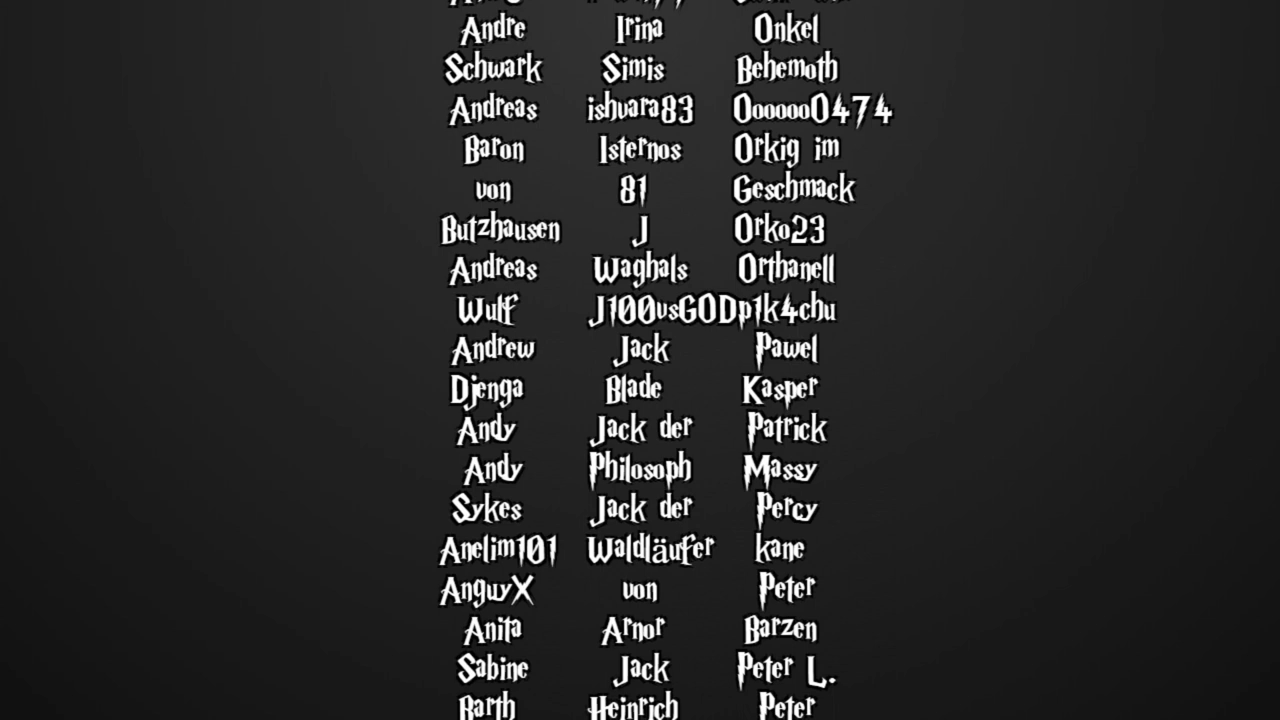 Andre Irina Onkel
Schwark Simis Behemoth
Andreas ishvara83 Oooooo0474
Baron Isternos Orkig im
von 81 Geschmack
Butzhausen J Orko23
Andreas Waghals Orthanell
Wulf J100vsGODp1k4chu
Andrew Jack Pawel
Djenga Blade Kasper
Andy Jack der Patrick
Andy Philosoph Massy
Sykes Jack der Percy
Anelim101 Waldläufer kane
AnguyX von Peter
Anita Arnor Barzen
Sabine Jack Peter L.
Barth Heinrich Peter